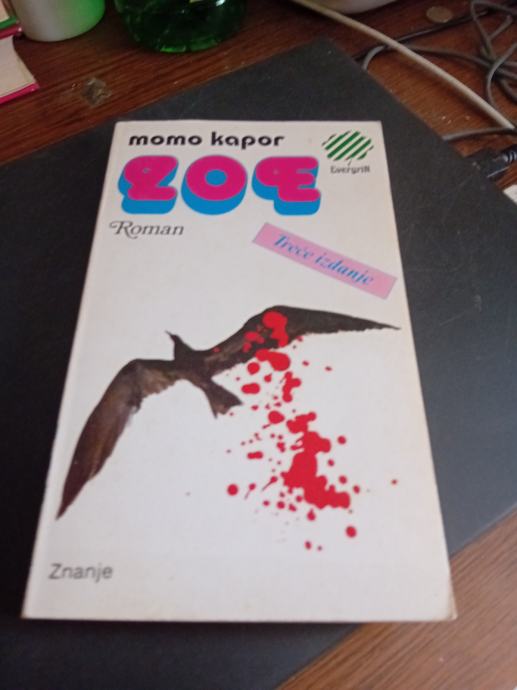 momo kapor
ZOE
Roman
EvergriN
Treće izdanje
Znanje